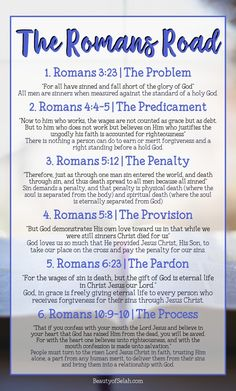 The Romans Road
1. Romans 3:23 | The Problem
"For all have sinned and fall short of the glory of God"
All men are sinners when measured against the standard of a holy God.
2. Romans 4:4-5 | The Predicament
"Now to him who works, the wages are not counted as grace but as debt.
But to him who does not work but believes on Him who justifies the
ungodly his faith is accounted for righteousness"
There is nothing a person can do to earn or merit forgiveness and a
right standing before a hold God.
3. Romans 5:12 | The Penalty
"Therefore, just as through one man sin entered the world, and death
through sin, and thus death spread to all men because all sinned"
Sin demands a penalty, and that penalty is physical death (where the
soul is separated from the body) and spiritual death (where the soul
is eternally separated from God)
4. Romans 5:8 | The Provision
"But God demonstrates His own love toward us in that while we
were still sinners Christ died for us"
God loves us so much that He provided Jesus Christ, His Son, to
take our place on the cross and pay the penalty for our sins.
5. Romans 6:23 | The Pardon
"For the wages of sin is death, but the gift of God is eternal life
in Christ Jesus our Lord."
God, in grace is freely giving eternal life to every person who
receives forgiveness for their sins through Jesus Christ.
6. Romans 10:9-10 | The Process
"That if you confess with your mouth the Lord Jesus and believe in
your heart that God has raised Him from the dead, you will be saved.
For with the heart one believes unto righteousness, and with the
mouth confession is made unto salvation."
People must turn to the risen Lord Jesus Christ in faith, trusting Him
alone, apart from any human merit, to deliver them from their sins
and bring them into a relationship with God.
BeautyofSelah.com